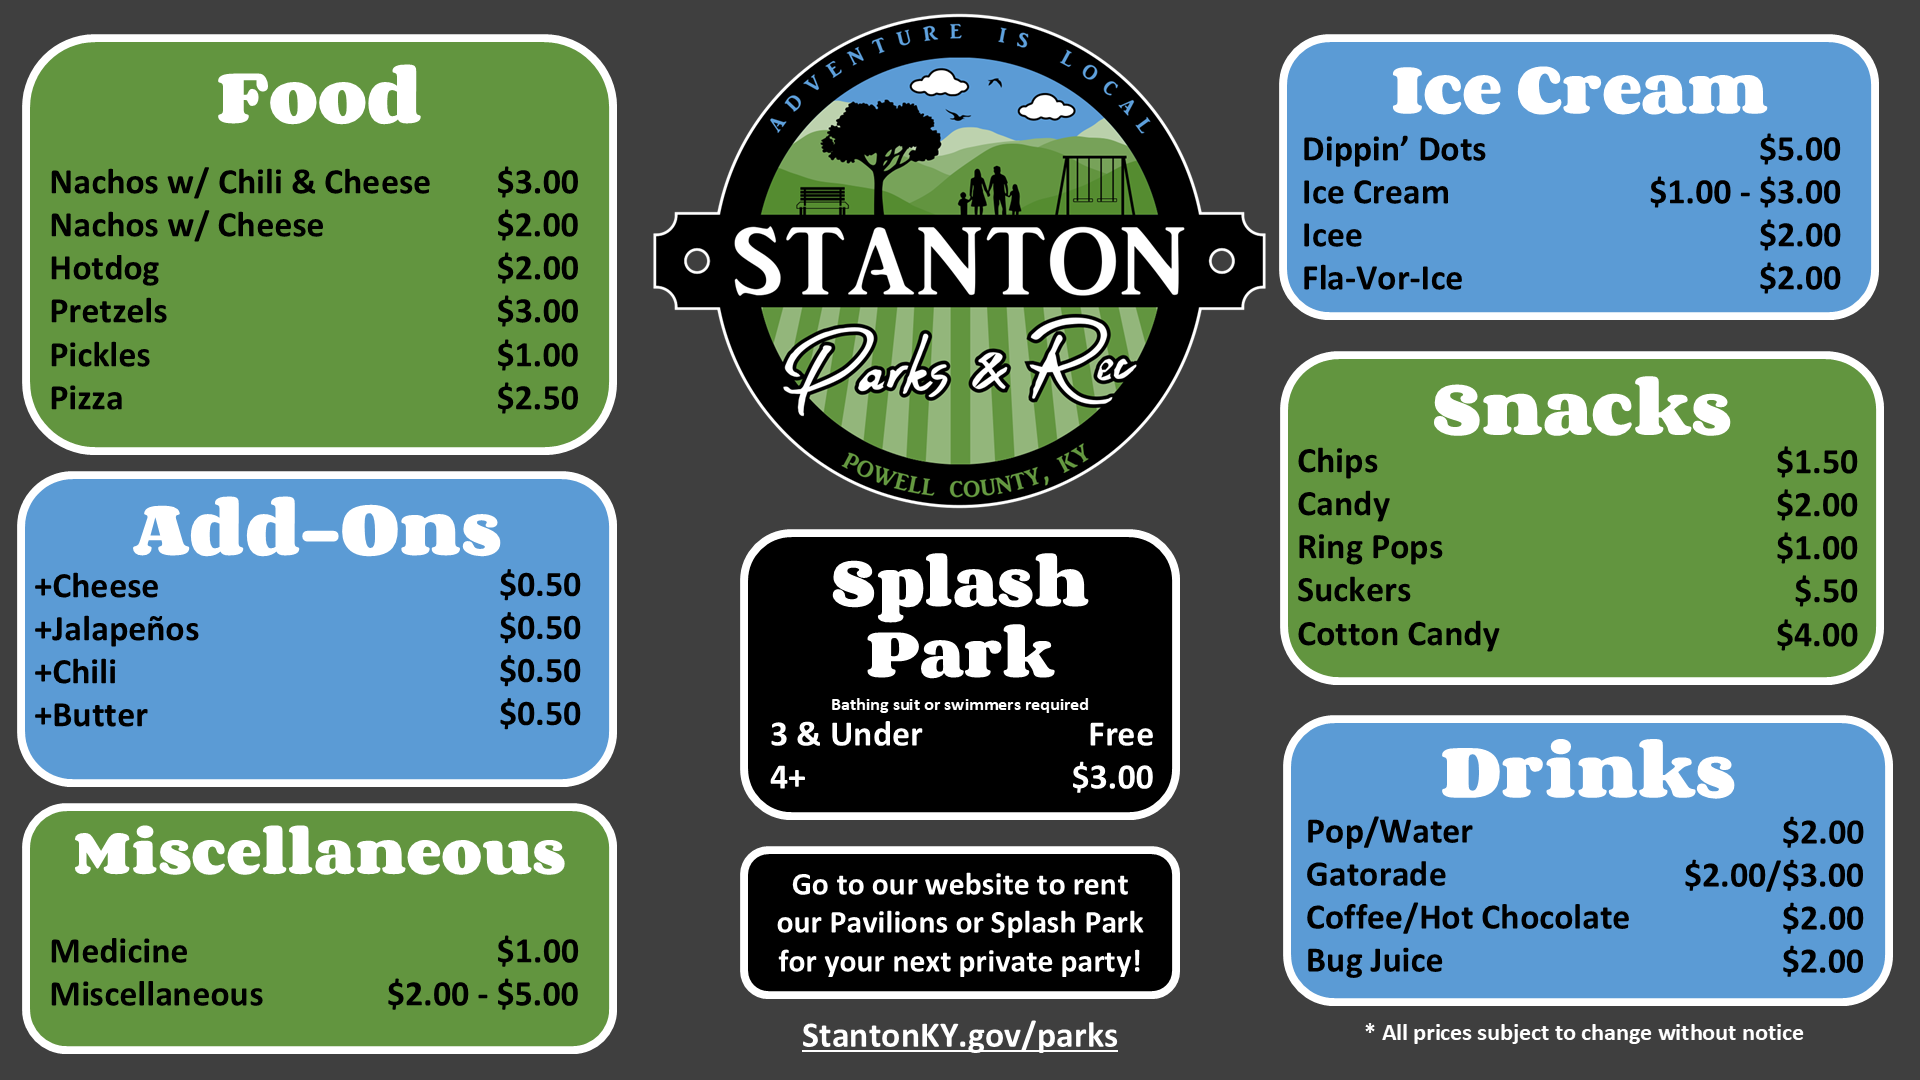 Food
Nachos w/ Chili & Cheese $3.00
Nachos w/ Cheese $2.00
Hotdog $2.00
Pretzels $3.00
Pickles $1.00
Pizza $2.50
Add-Ons
+Cheese $0.50
+Jalapeños $0.50
+Chili $0.50
+Butter $0.50
Miscellaneous
Medicine $1.00
Miscellaneous $2.00 - $5.00
ADVENTURE IS LOCAL
STANTON
Parks & Rec
POWELL COUNTY, KY
Splash
Park
Bathing suit or swimmers required
3 & Under Free
4+ $3.00
Go to our website to rent
our Pavilions or Splash Park
for your next private party!
StantonKY.gov/parks
Ice Cream
Dippin’ Dots $5.00
Ice Cream $1.00 - $3.00
Icee $2.00
Fla-Vor-Ice $2.00
Snacks
Chips $1.50
Candy $2.00
Ring Pops $1.00
Suckers $.50
Cotton Candy $4.00
Drinks
Pop/Water $2.00
Gatorade $2.00/$3.00
Coffee/Hot Chocolate $2.00
Bug Juice $2.00
* All prices subject to change without notice